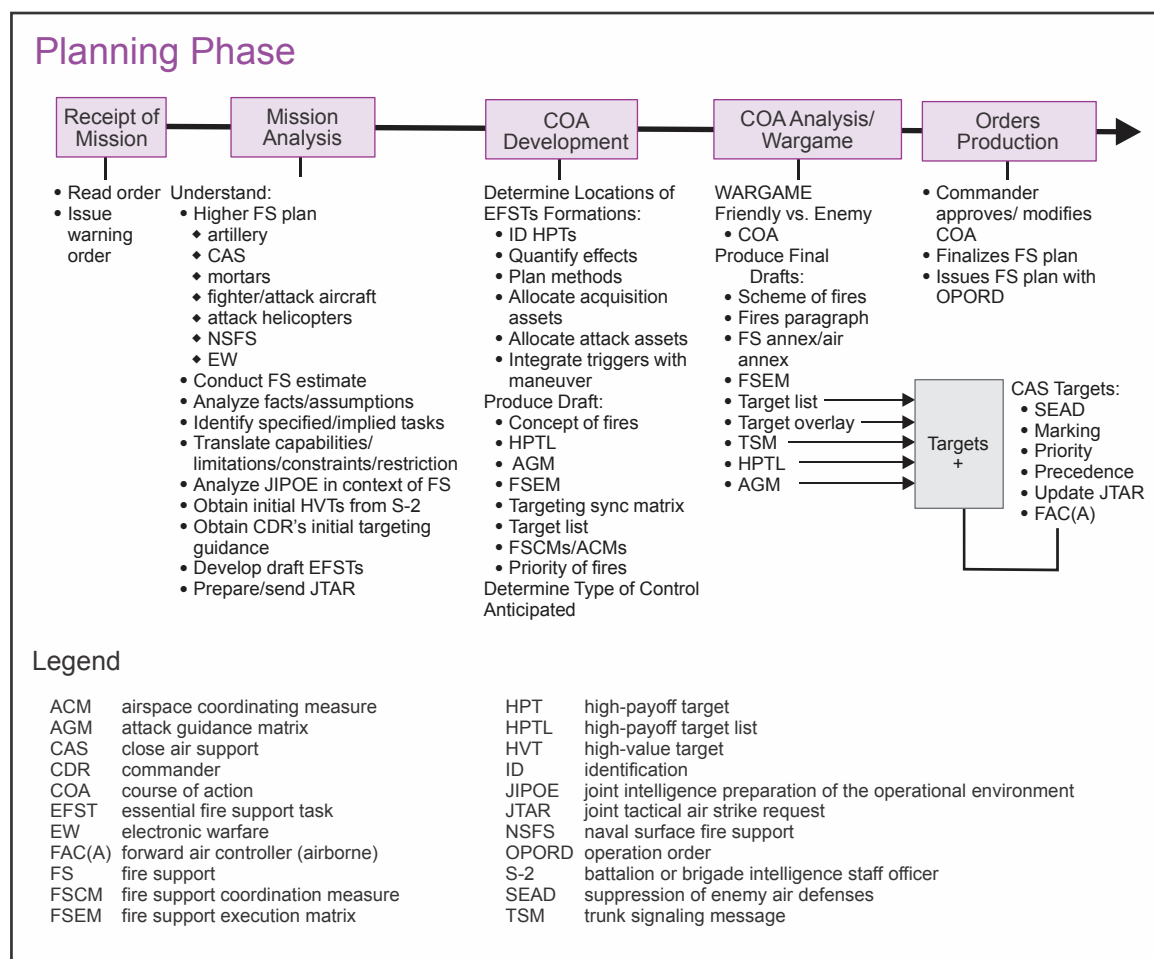 Planning Phase
Receipt of
Mission
• Read order
• Issue
warning
order
Mission
Analysis
Understand:
• Higher FS plan
◆ artillery
◆ CAS
◆ mortars
◆ fighter/attack aircraft
◆ attack helicopters
◆ NSFS
◆ EW
• Conduct FS estimate
• Analyze facts/assumptions
• Identify specified/implied tasks
• Translate capabilities/
limitations/constraints/restriction
• Analyze JIPOE in context of FS
• Obtain initial HVTs from S-2
• Obtain CDR's initial targeting
guidance
• Develop draft EFSTs
• Prepare/send JTAR
COA
Development
Determine Locations of
EFSTs Formations:
• ID HPTs
• Quantify effects
• Plan methods
• Allocate acquisition
assets
• Allocate attack assets
• Integrate triggers with
maneuver
Produce Draft:
• Concept of fires
• HPTL
• AGM
• FSEM
• Targeting sync matrix
• Target list
• FSCMs/ACMs
• Priority of fires
Determine Type of Control
Anticipated
COA Analysis/
Wargame
WARGAME
Friendly vs. Enemy
• COA
Produce Final
Drafts:
• Scheme of fires
• Fires paragraph
• FS annex/air
annex
• FSEM
• Target list
• Target overlay
• TSM
• HPTL
• AGM
Targets
+
Orders
Production
• Commander
approves/ modifies
COA
• Finalizes FS plan
• Issues FS plan with
OPORD
CAS Targets:
• SEAD
• Marking
• Priority
• Precedence
• Update JTAR
• FAC(A)
Legend
ACM airspace coordinating measure
AGM attack guidance matrix
CAS close air support
CDR commander
COA course of action
EFST essential fire support task
EW electronic warfare
FAC(A) forward air controller (airborne)
FS fire support
FSCM fire support coordination measure
FSEM fire support execution matrix
HPT high-payoff target
HPTL high-payoff target list
HVT high-value target
ID identification
JIPOE joint intelligence preparation of the operational environment
JTAR joint tactical air strike request
NSFS naval surface fire support
OPORD operation order
S-2 battalion or brigade intelligence staff officer
SEAD suppression of enemy air defenses
TSM trunk signaling message